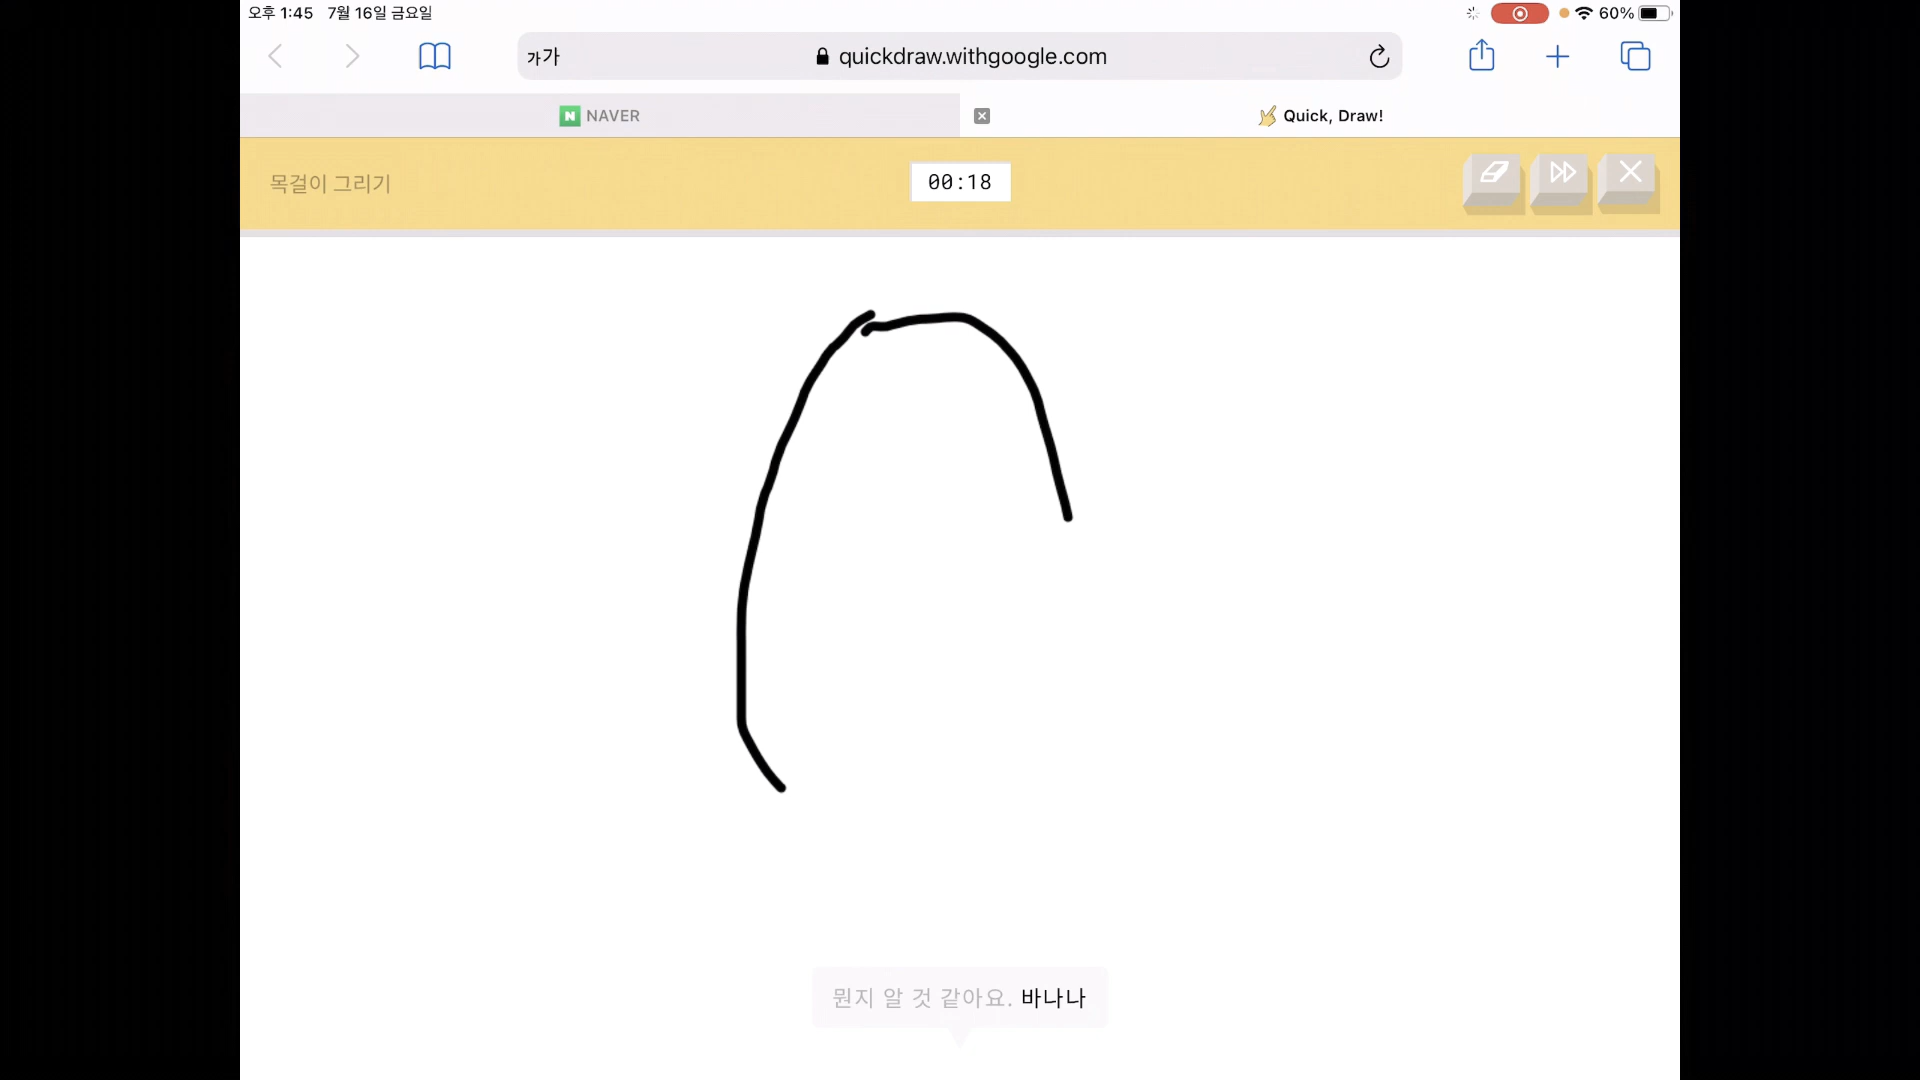 오후 1:45 7월 16일 금요일 60%
가가 quickdraw.withgoogle.com
N NAVER Quick, Draw!
목걸이 그리기 00:18
뭔지 알 것 같아요. 바나나